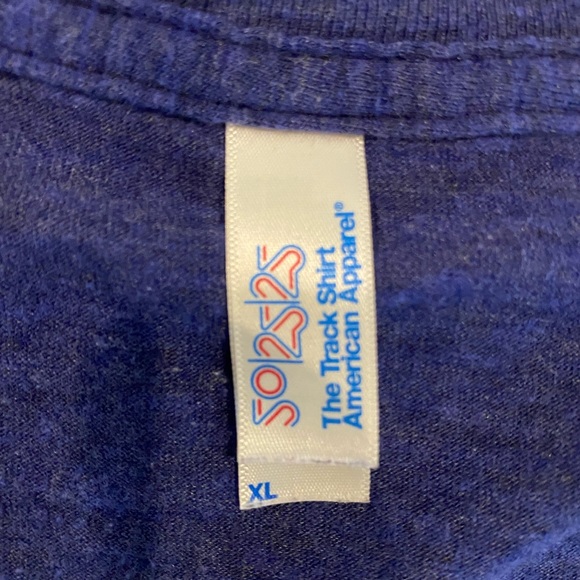 50/25/25
The Track Shirt
American Apparel®
XL